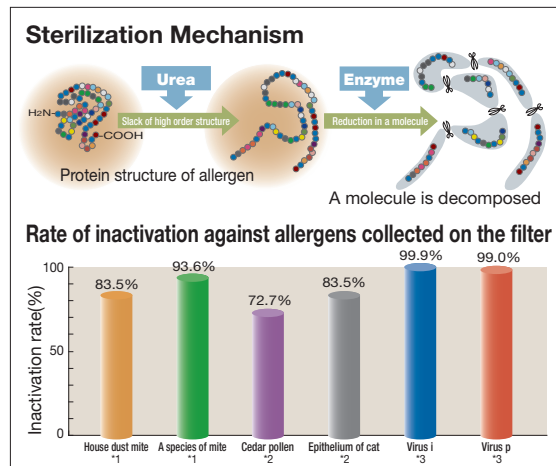 Sterilization Mechanism
Urea
Enzyme
H2N-
-COOH
Slack of high order structure
Reduction in a molecule
Protein structure of allergen
A molecule is decomposed
Rate of inactivation against allergens collected on the filter
Inactivation rate(%)
100
50
0
83.5%
93.6%
72.7%
83.5%
99.9%
99.0%
House dust mite
*1
A species of mite
*1
Cedar pollen
*2
Epithelium of cat
*2
Virus i
*3
Virus p
*3